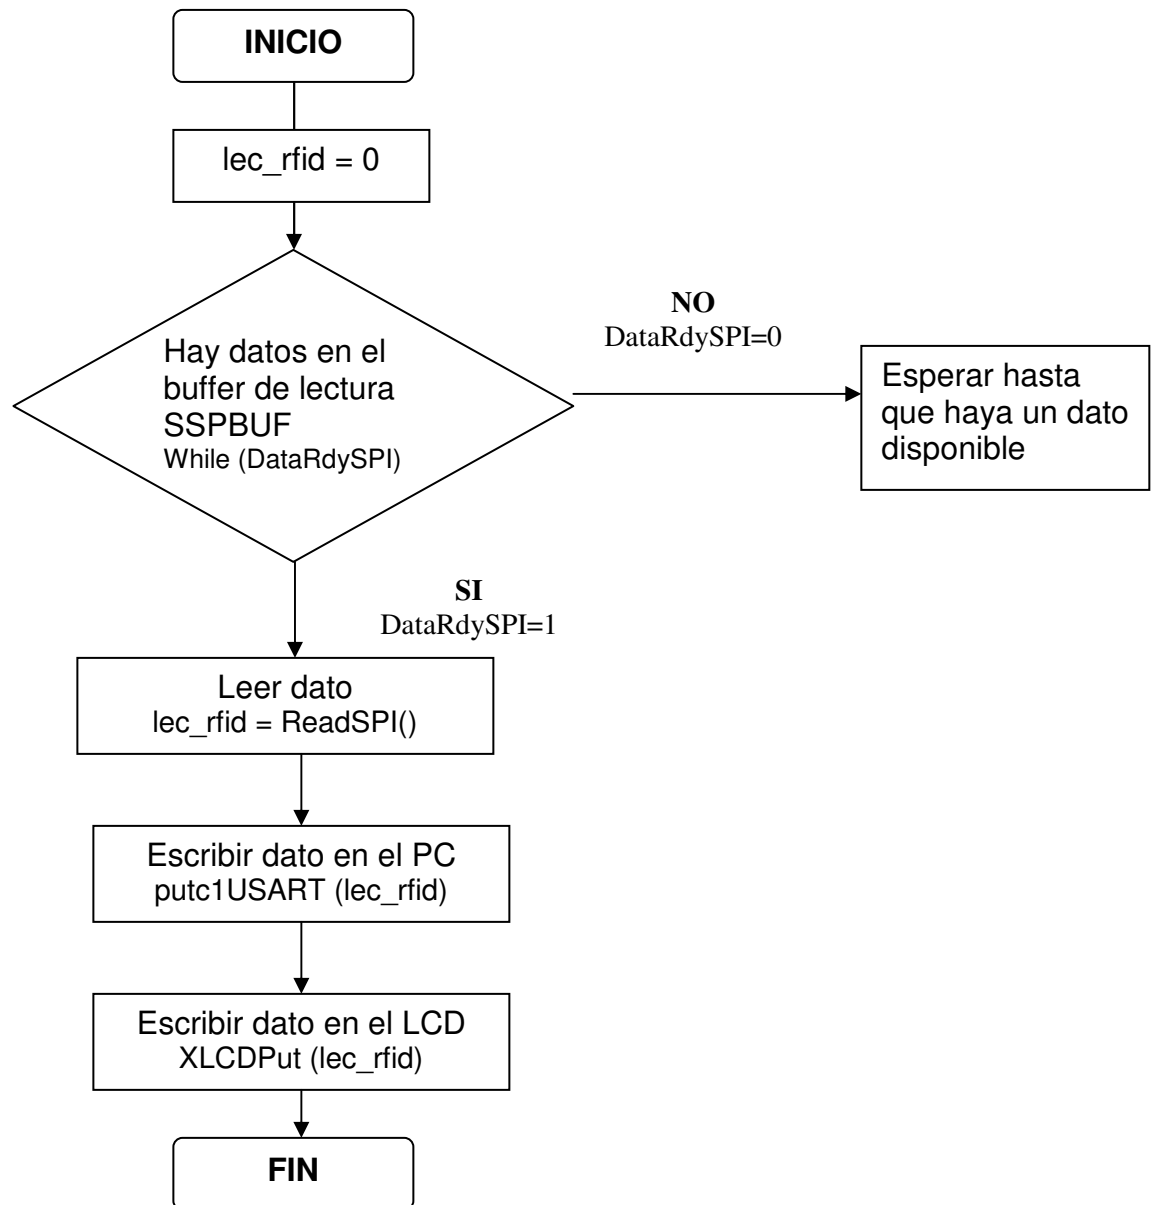 INICIO
lec_rfid = 0
Hay datos en el
buffer de lectura
SSPBUF
While (DataRdySPI)
NO
DataRdySPI=0
Esperar hasta
que haya un dato
disponible
SI
DataRdySPI=1
Leer dato
lec_rfid = ReadSPI()
Escribir dato en el PC
putc1USART (lec_rfid)
Escribir dato en el LCD
XLCDPut (lec_rfid)
FIN